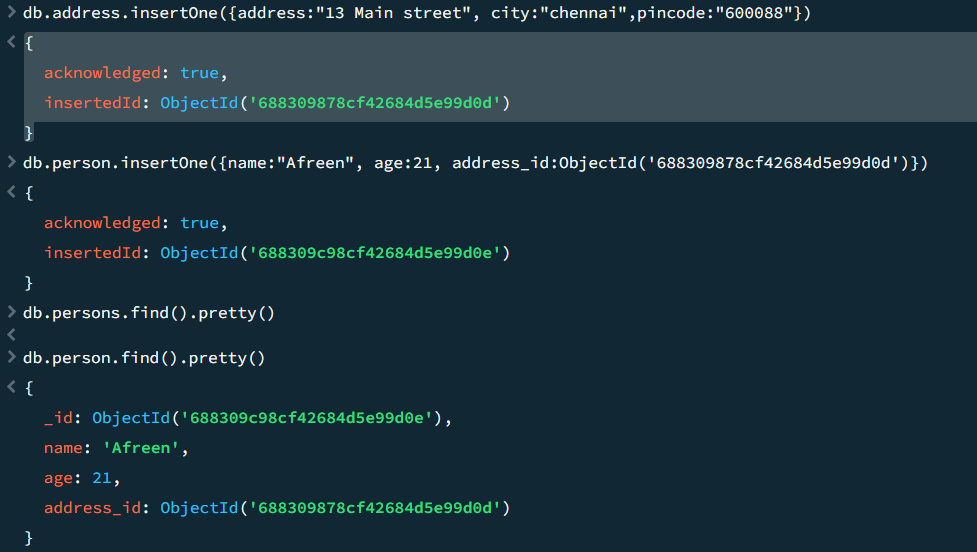 > db.address.insertOne({address:"13 Main street", city:"chennai",pincode:"600088"})
< {
acknowledged: true,
insertedId: ObjectId('688309878cf42684d5e99d0d')
}
> db.person.insertOne({name:"Afreen", age:21, address_id:ObjectId('688309878cf42684d5e99d0d')})
< {
acknowledged: true,
insertedId: ObjectId('688309c98cf42684d5e99d0e')
}
> db.persons.find().pretty()
<
> db.person.find().pretty()
< {
_id: ObjectId('688309c98cf42684d5e99d0e'),
name: 'Afreen',
age: 21,
address_id: ObjectId('688309878cf42684d5e99d0d')
}